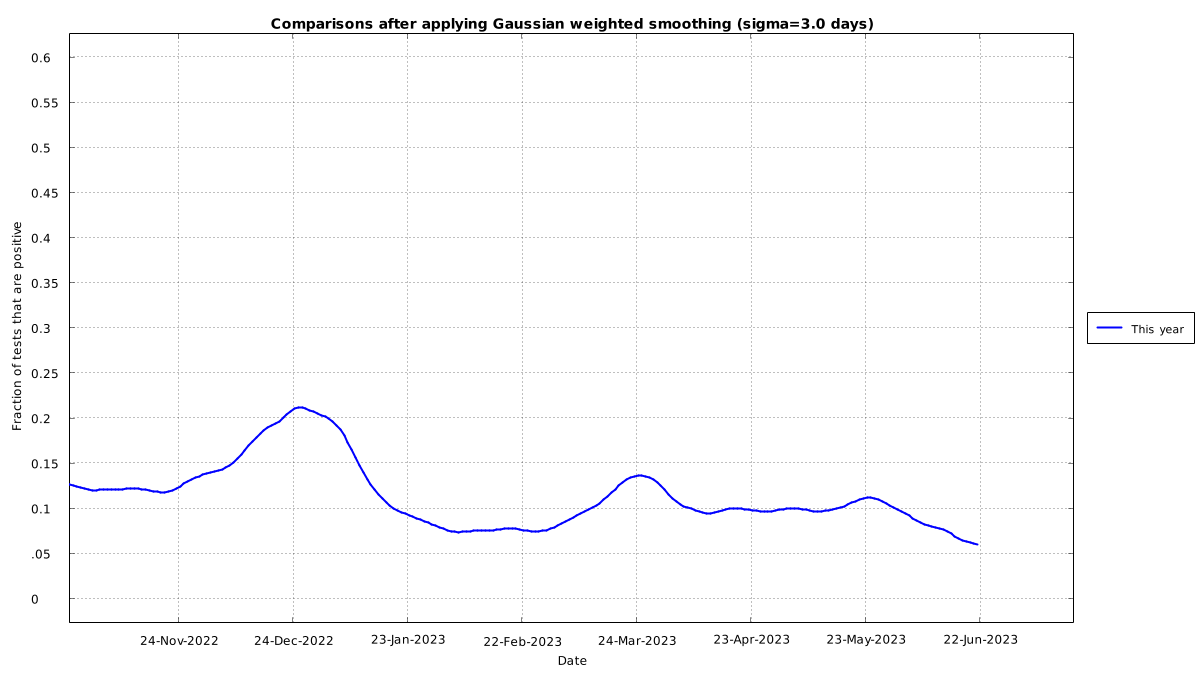 Comparisons after applying Gaussian weighted smoothing (sigma=3.0 days)
0.6
0.55
0.5
0.45
0.4
0.35
0.3
0.25
0.2
0.15
0.1
.05
0
Fraction of tests that are positive
24-Nov-2022 24-Dec-2022 23-Jan-2023 22-Feb-2023 24-Mar-2023 23-Apr-2023 23-May-2023 22-Jun-2023
Date
This year